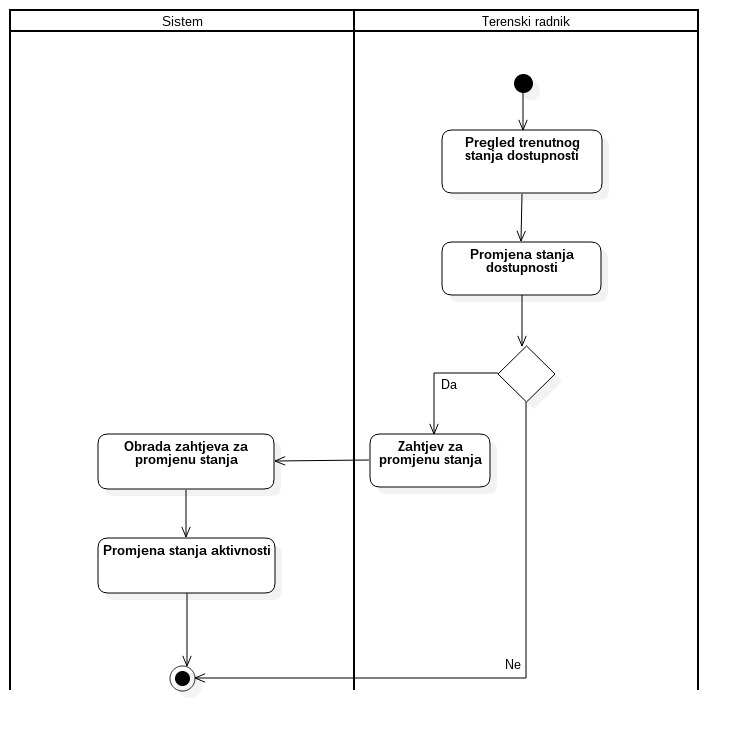 Sistem
Terenski radnik
Pregled trenutnog
stanja dostupnosti
Promjena stanja
dostupnosti
Da
Zahtjev za
promjenu stanja
Obrada zahtjeva za
promjenu stanja
Promjena stanja aktivnosti
Ne